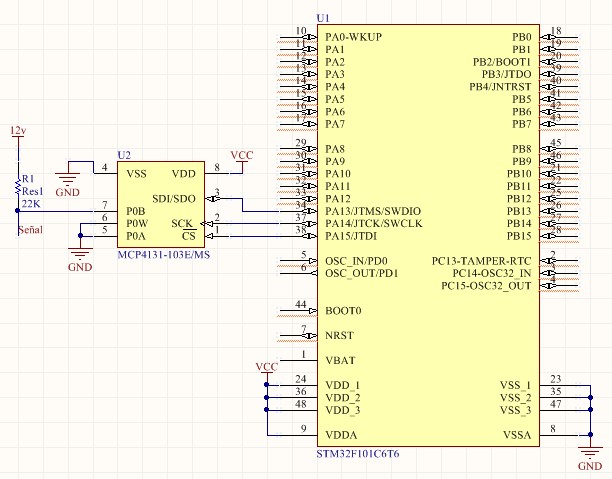 U1
10 PA0-WKUP PB0 18
11 PA1 PB1 19
12 PA2 PB2/BOOT1 20
13 PA3 PB3/JTDO 39
14 PA4 PB4/JNTRST 40
15 PA5 PB5 41
16 PA6 PB6 42
17 PA7 PB7 43
29 PA8 PB8 45
30 PA9 PB9 46
31 PA10 PB10 21
32 PA11 PB11 22
33 PA12 PB12 25
34 PA13/JTMS/SWDIO PB13 26
37 PA14/JTCK/SWCLK PB14 27
38 PA15/JTDI PB15 28
5 OSC_IN/PD0 PC13-TAMPER-RTC 2
6 OSC_OUT/PD1 PC14-OSC32_IN 3
PC15-OSC32_OUT 4
44 BOOT0
7 NRST
1 VBAT
VCC
24 VDD_1 VSS_1 23
36 VDD_2 VSS_2 35
48 VDD_3 VSS_3 47
9 VDDA VSSA 8
STM32F101C6T6
GND
12v
R1
Res1
22K
Señal
U2
VCC
4 VSS VDD 8
GND
SDI/SDO 3
7 P0B
6 P0W SCK 2
5 P0A CS 1
GND
MCP4131-103E/MS